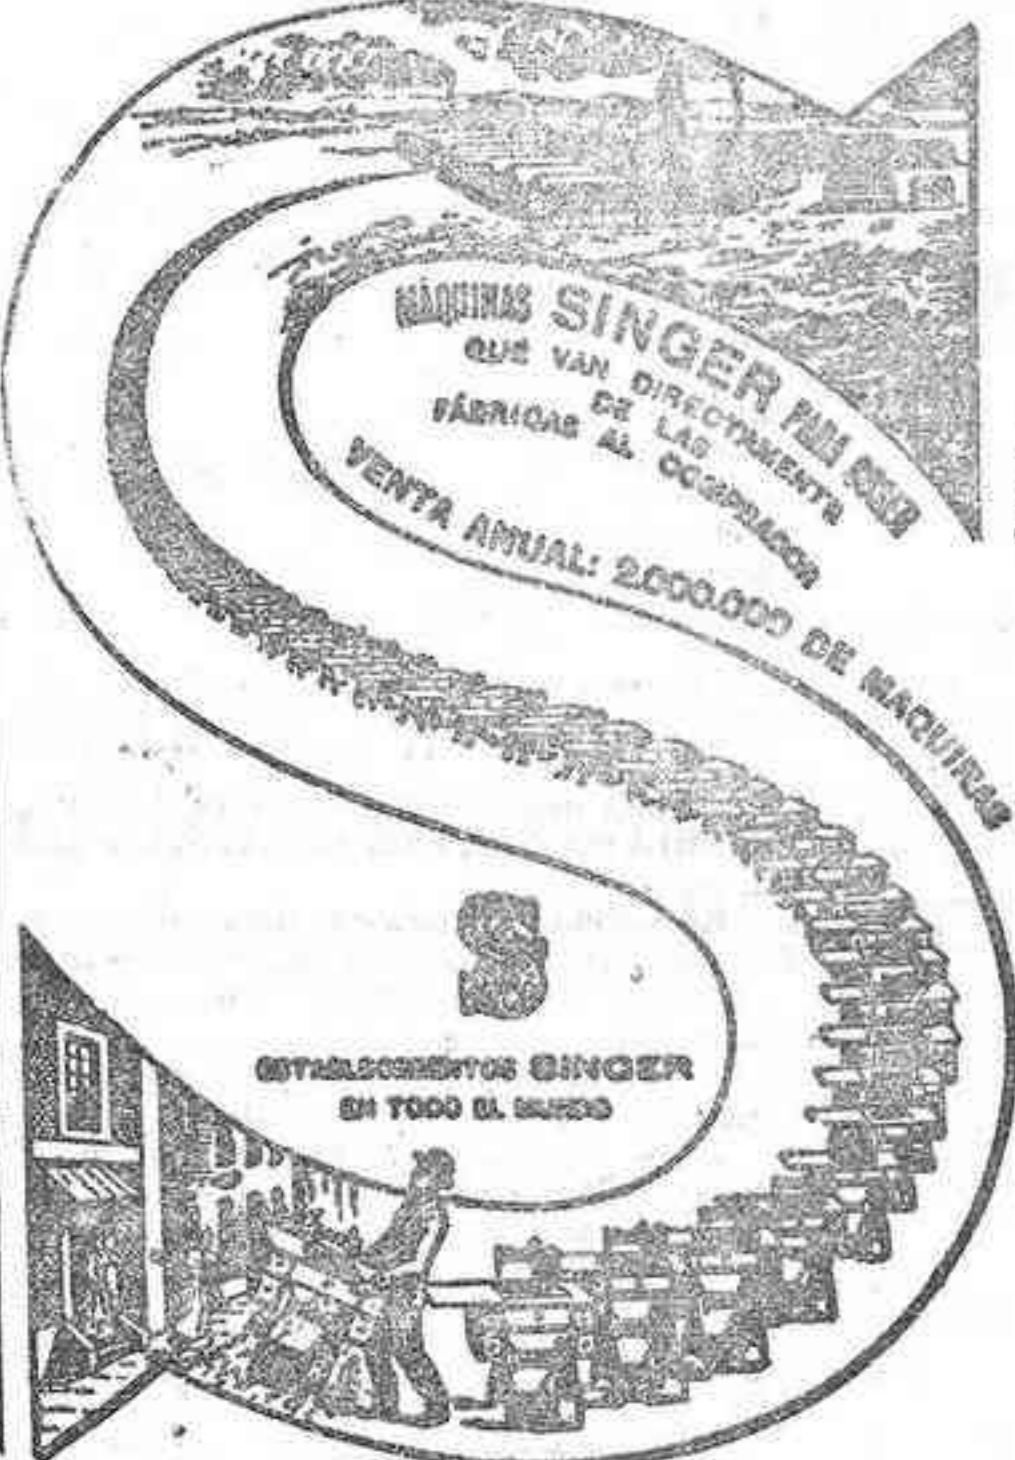 MÁQUINAS SINGER PARA COSER
QUE VAN DIRECTAMENTE
DE LAS
FÁBRICAS AL COMPRADOR
VENTA ANUAL: 2.000.000 DE MAQUINAS
S
ESTABLECIMIENTOS SINGER
EN TODO EL MUNDO